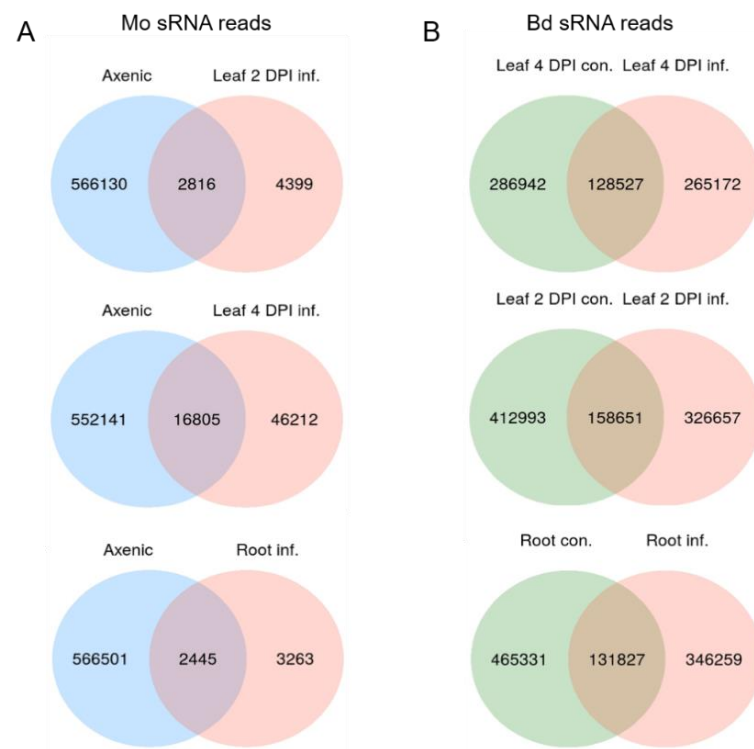 A
Mo sRNA reads
Axenic
Leaf 2 DPI inf.
566130
2816
4399
Axenic
Leaf 4 DPI inf.
552141
16805
46212
Axenic
Root inf.
566501
2445
3263
B
Bd sRNA reads
Leaf 4 DPI con.
Leaf 4 DPI inf.
286942
128527
265172
Leaf 2 DPI con.
Leaf 2 DPI inf.
412993
158651
326657
Root con.
Root inf.
465331
131827
346259